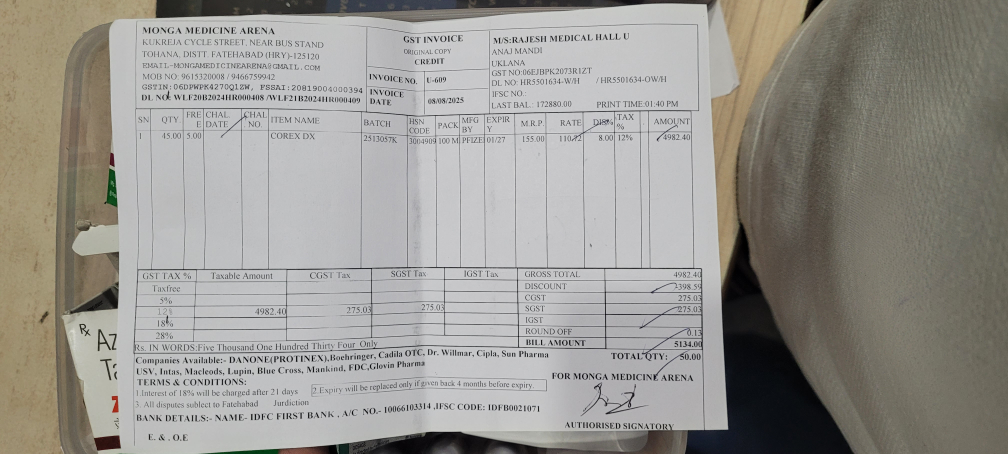 MONGA MEDICINE ARENA
KUKREJA CYCLE STREET, NEAR BUS STAND
TOHANA, DISTT. FATEHABAD (HRY)-125120
EMAIL-MONGAMEDICINEARENA@GMAIL.COM
MOB NO: 9615320008 / 9466759942
GSTIN:06DPWPK4270Q1ZW, FSSAI:20819004000394
DL NO: WLF20B2024HR000408 /WLF21B2024HR000409
GST INVOICE
ORIGINAL COPY
CREDIT
INVOICE NO. U-609
INVOICE DATE 08/08/2025
M/S:RAJESH MEDICAL HALL U
ANAJ MANDI
UKLANA
GST NO:06EJBPK2073R1ZT
DL NO: HR5501634-W/H / HR5501634-OW/H
IFSC NO.:
LAST BAL.: 172880.00 PRINT TIME:01:40 PM
SN QTY. FREE CHAL DATE CHAL NO. ITEM NAME BATCH HSN CODE PACK MFG BY EXPIRY M.R.P. RATE DIS% TAX % AMOUNT
1 45.00 5.00 COREX DX 2513057K 3004909 100 M PFIZE 01/27 155.00 110.72 8.00 12% 4982.40
GST TAX % Taxable Amount CGST Tax SGST Tax IGST Tax
Taxfree
5%
12% 4982.40 275.03 275.03
18%
28%
GROSS TOTAL 4982.40
DISCOUNT -398.59
CGST 275.03
SGST 275.03
IGST
ROUND OFF 0.13
BILL AMOUNT 5134.00
Rs. IN WORDS:Five Thousand One Hundred Thirty Four Only
TOTAL QTY: 50.00
Companies Available:- DANONE(PROTINEX),Boehringer, Cadila OTC, Dr. Willmar, Cipla, Sun Pharma
USV, Intas, Macleods, Lupin, Blue Cross, Mankind, FDC,Glovin Pharma
TERMS & CONDITIONS:
1.Interest of 18% will be charged after 21 days 2.Expiry will be replaced only if given back 4 months before expiry.
3. All disputes subject to Fatehabad Jurdiction
BANK DETAILS:- NAME- IDFC FIRST BANK , A/C NO.- 10066103314 ,IFSC CODE: IDFB0021071
E. & . O.E
FOR MONGA MEDICINE ARENA
AUTHORISED SIGNATORY
Rx
AZ